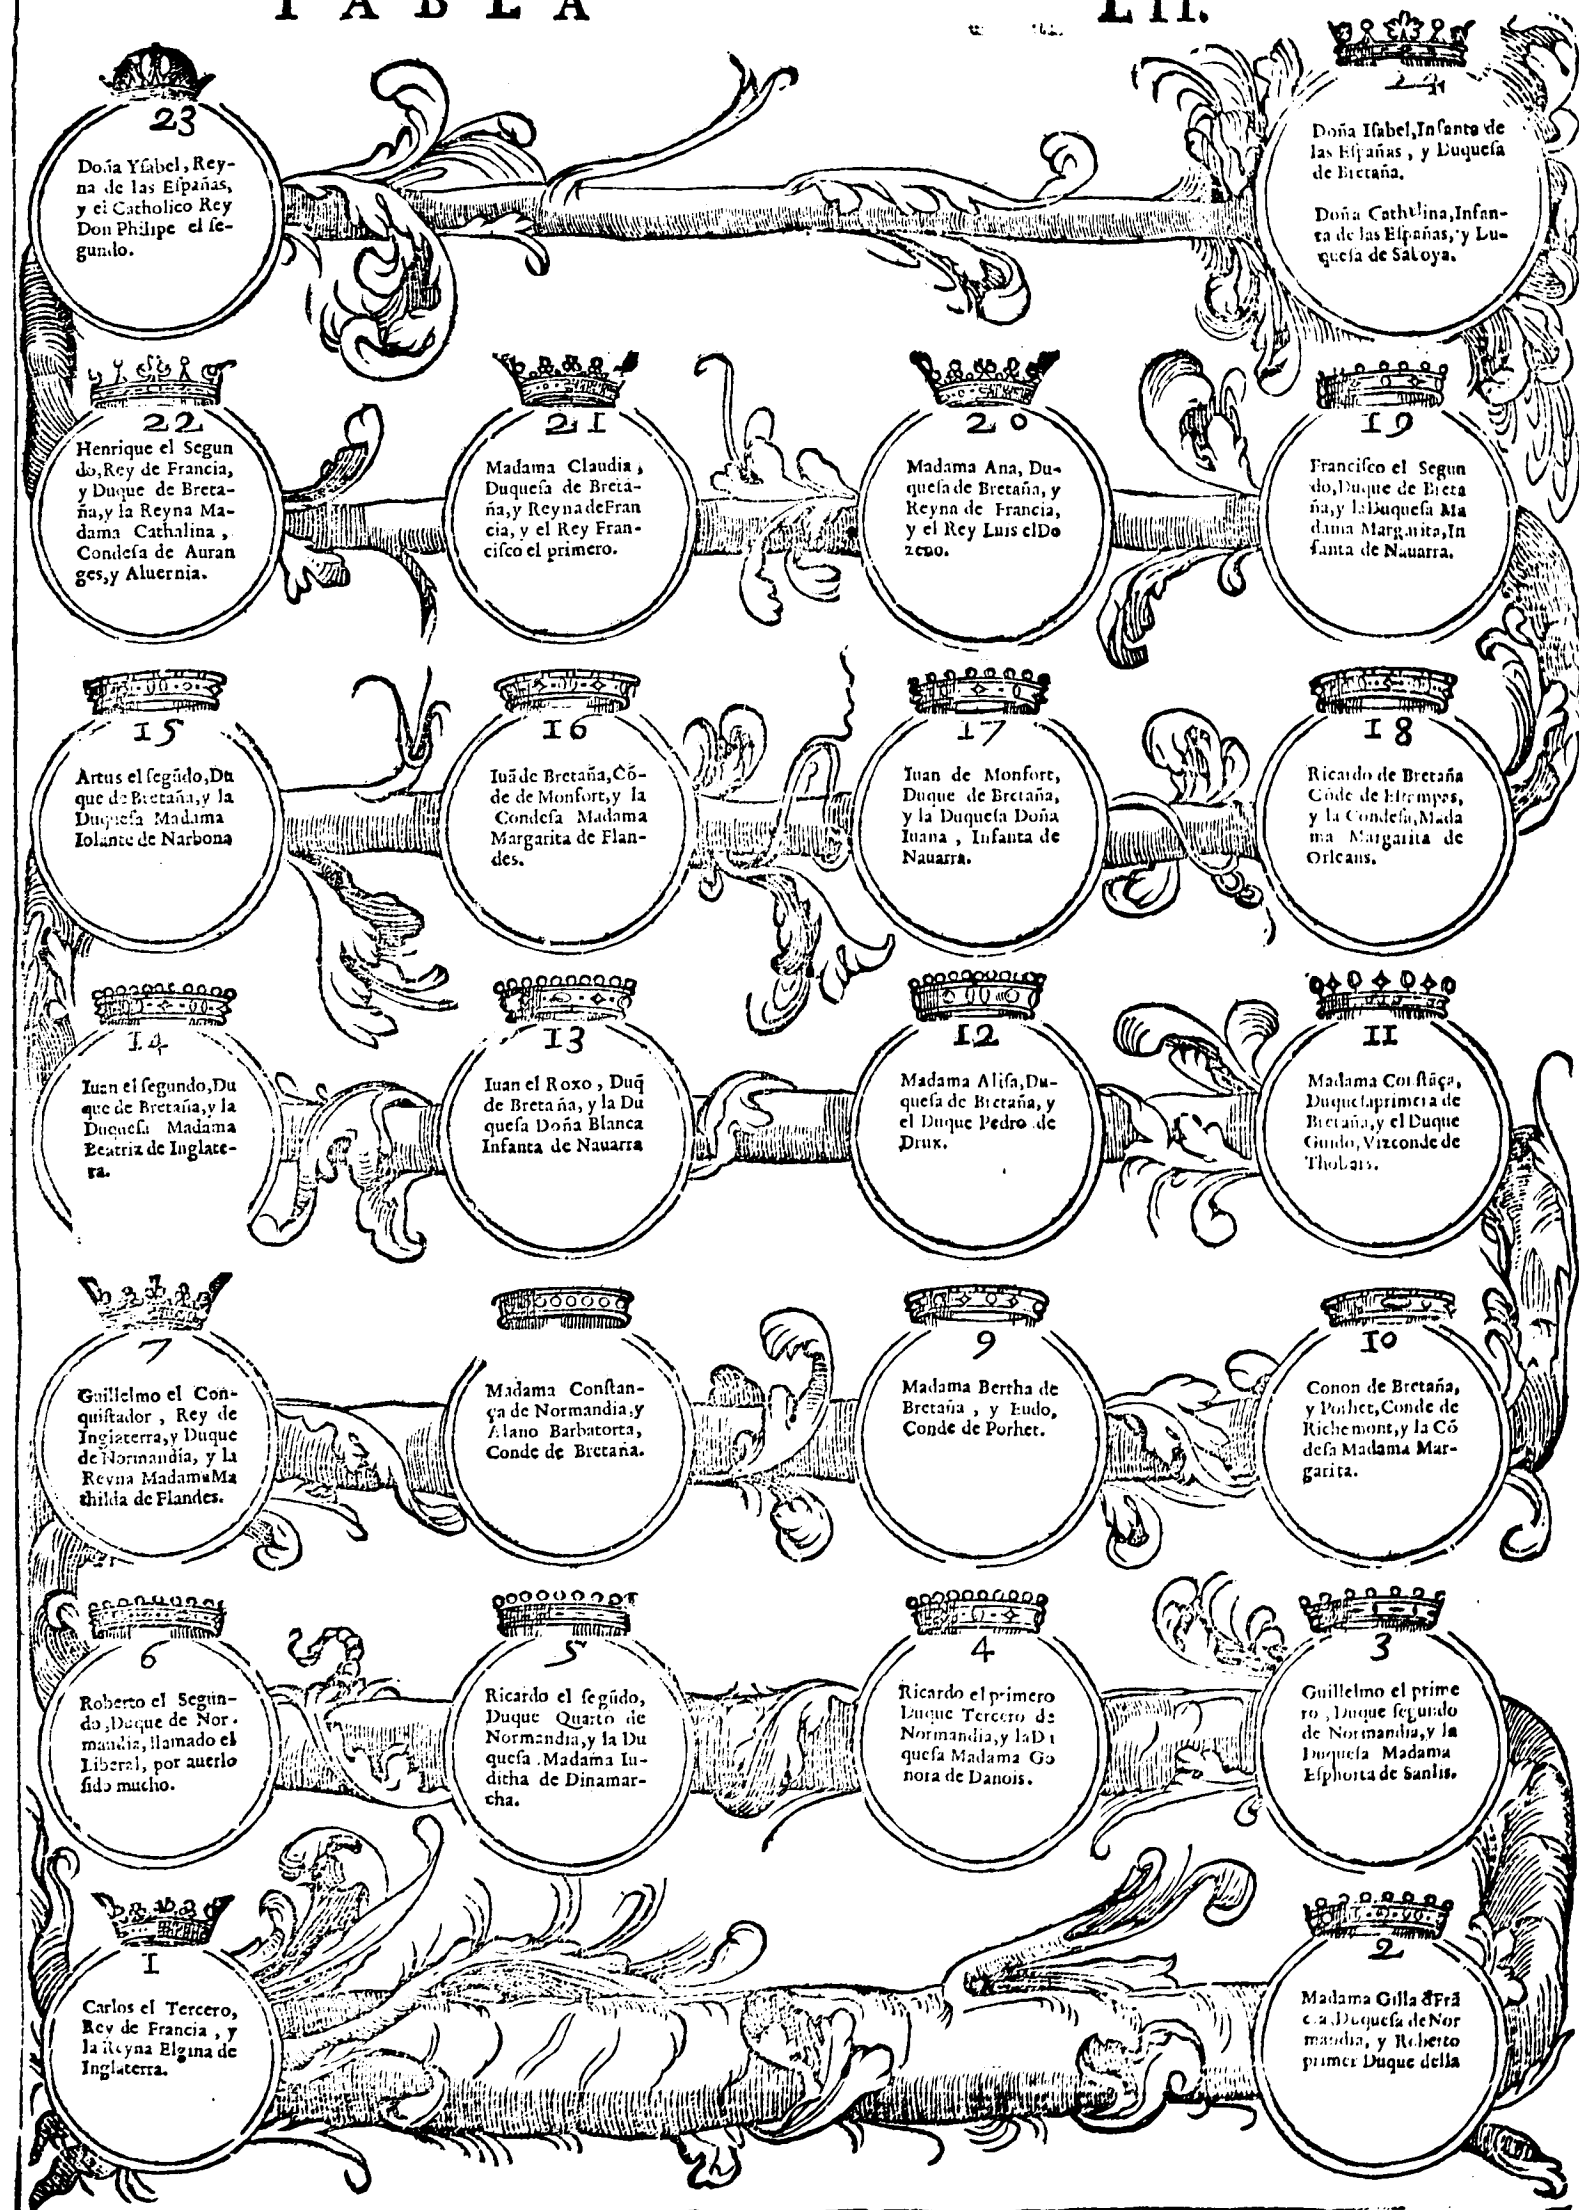 TABLA LII.
23
Doña Yſabel, Rey-
na de las Eſpañas,
y el Catholico Rey
Don Philipe el ſe-
gundo.
24
Doña Iſabel, Infanta de
las Eſpañas, y Duqueſa
de Bretaña.
Doña Cathalina, Infan-
ta de las Eſpañas, y Du-
queſa de Saboya.
22
Henrique el Segun
do, Rey de Francia,
y Duque de Breta-
ña, y la Reyna Ma-
dama Cathalina,
Condeſa de Auran
ges, y Aluernia.
21
Madama Claudia,
Duqueſa de Breta-
ña, y Reyna de Fran
cia, y el Rey Fran-
ciſco el primero.
20
Madama Ana, Du-
queſa de Bretaña, y
Reyna de Francia,
y el Rey Luis el Do
zeno.
19
Franciſco el Segun
do, Duque de Breta
ña, y la Duqueſa Ma
dama Margarita, In
fanta de Nauarra.
15
Artus el ſegũdo, Du
que de Bretaña, y la
Duqueſa Madama
Iolante de Narbona
16
Iuã de Bretaña, Cõ-
de de Monfort, y la
Condeſa Madama
Margarita de Flan-
des.
17
Iuan de Monfort,
Duque de Bretaña,
y la Duqueſa Doña
Iuana, Infanta de
Nauarra.
18
Ricardo de Bretaña
Cõde de Eſtampes,
y la Condeſa, Mada
ma Margarita de
Orleans.
14
Iuan el ſegundo, Du
que de Bretaña, y la
Duqueſa Madama
Beatriz de Inglate-
ra.
13
Iuan el Roxo, Duq̃
de Bretaña, y la Du
queſa Doña Blanca
Infanta de Nauarra
12
Madama Aliſa, Du-
queſa de Bretaña, y
el Duque Pedro de
Drux.
11
Madama Conſtãça,
Duqueſa primera de
Bretaña, y el Duque
Guido, Vizconde de
Thobars.
7
Guillelmo el Con-
quiſtador, Rey de
Inglaterra, y Duque
de Normandia, y la
Reyna Madama Ma
thilda de Flandes.
Madama Conſtan-
ça de Normandia, y
Alano Barbatorta,
Conde de Bretaña.
9
Madama Bertha de
Bretaña, y Eudo,
Conde de Porhet.
10
Conon de Bretaña,
y Porhet, Conde de
Richemont, y la Cõ
deſa Madama Mar-
garita.
6
Roberto el Segun-
do, Duque de Nor-
mandia, llamado el
Liberal, por auerlo
ſido mucho.
5
Ricardo el ſegũdo,
Duque Quarto de
Normandia, y la Du
queſa Madama Iu-
ditha de Dinamar-
cha.
4
Ricardo el primero
Duque Tercero de
Normandia, y la Du
queſa Madama Go
nora de Danois.
3
Guillelmo el prime
ro, Duque ſegundo
de Normandia, y la
Duqueſa Madama
Eſphorta de Sanlis.
1
Carlos el Tercero,
Rey de Francia, y
la Reyna Elgina de
Inglaterra.
2
Madama Gilla d Frã
cia, Duqueſa de Nor
mandia, y Roberto
primer Duque della